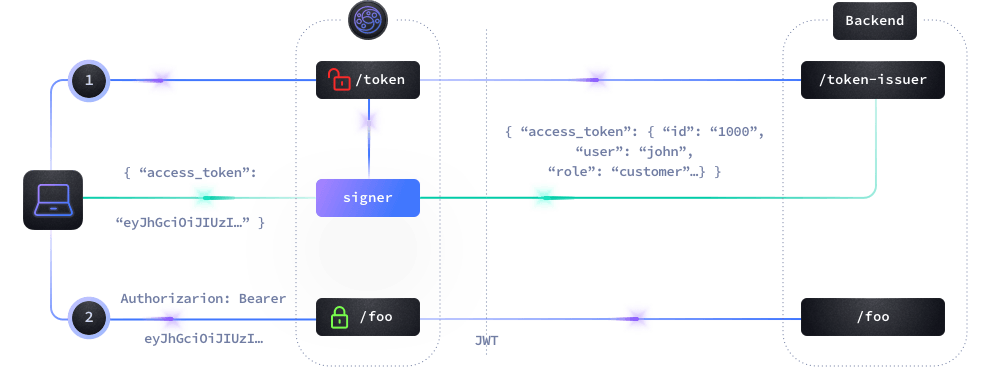 Backend
1
/token
/token-issuer
{ “access_token”: { “id”: “1000”,
“user”: “john”,
“role”: “customer”…} }
{ “access_token”:
signer
“eyJhGciOiJIUzI…” }
Authorizarion: Bearer
2
/foo
/foo
eyJhGciOiJIUzI…
JWT